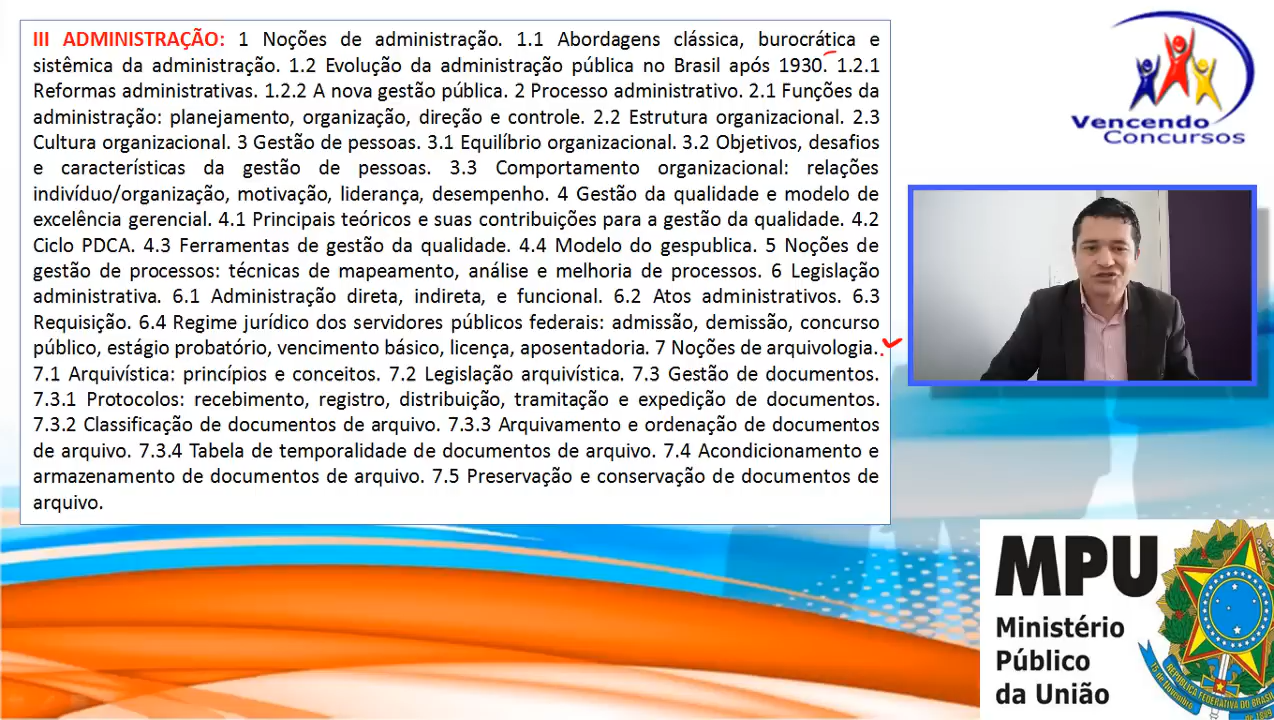 III ADMINISTRAÇÃO: 1 Noções de administração. 1.1 Abordagens clássica, burocrática e
sistêmica da administração. 1.2 Evolução da administração pública no Brasil após 1930. 1.2.1
Reformas administrativas. 1.2.2 A nova gestão pública. 2 Processo administrativo. 2.1 Funções da
administração: planejamento, organização, direção e controle. 2.2 Estrutura organizacional. 2.3
Cultura organizacional. 3 Gestão de pessoas. 3.1 Equilíbrio organizacional. 3.2 Objetivos, desafios
e características da gestão de pessoas. 3.3 Comportamento organizacional: relações
indivíduo/organização, motivação, liderança, desempenho. 4 Gestão da qualidade e modelo de
excelência gerencial. 4.1 Principais teóricos e suas contribuições para a gestão da qualidade. 4.2
Ciclo PDCA. 4.3 Ferramentas de gestão da qualidade. 4.4 Modelo do gespublica. 5 Noções de
gestão de processos: técnicas de mapeamento, análise e melhoria de processos. 6 Legislação
administrativa. 6.1 Administração direta, indireta, e funcional. 6.2 Atos administrativos. 6.3
Requisição. 6.4 Regime jurídico dos servidores públicos federais: admissão, demissão, concurso
público, estágio probatório, vencimento básico, licença, aposentadoria. 7 Noções de arquivologia.
7.1 Arquivística: princípios e conceitos. 7.2 Legislação arquivística. 7.3 Gestão de documentos.
7.3.1 Protocolos: recebimento, registro, distribuição, tramitação e expedição de documentos.
7.3.2 Classificação de documentos de arquivo. 7.3.3 Arquivamento e ordenação de documentos
de arquivo. 7.3.4 Tabela de temporalidade de documentos de arquivo. 7.4 Acondicionamento e
armazenamento de documentos de arquivo. 7.5 Preservação e conservação de documentos de
arquivo.
Vencendo
Concursos
MPU
Ministério
Público
da União
REPÚBLICA FEDERATIVA DO BRASIL
15 de Novembro
de 1889